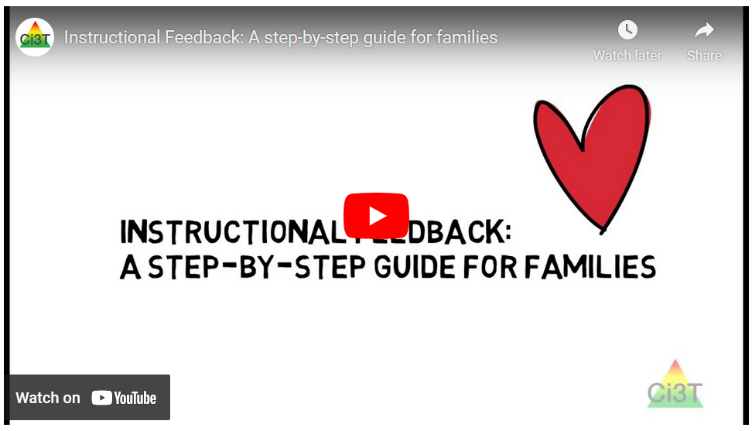 Ci3T
Instructional Feedback: A step-by-step guide for families
Watch later
Share
INSTRUCTIONAL FEEDBACK:
A STEP-BY-STEP GUIDE FOR FAMILIES
Ci3T
Watch on YouTube